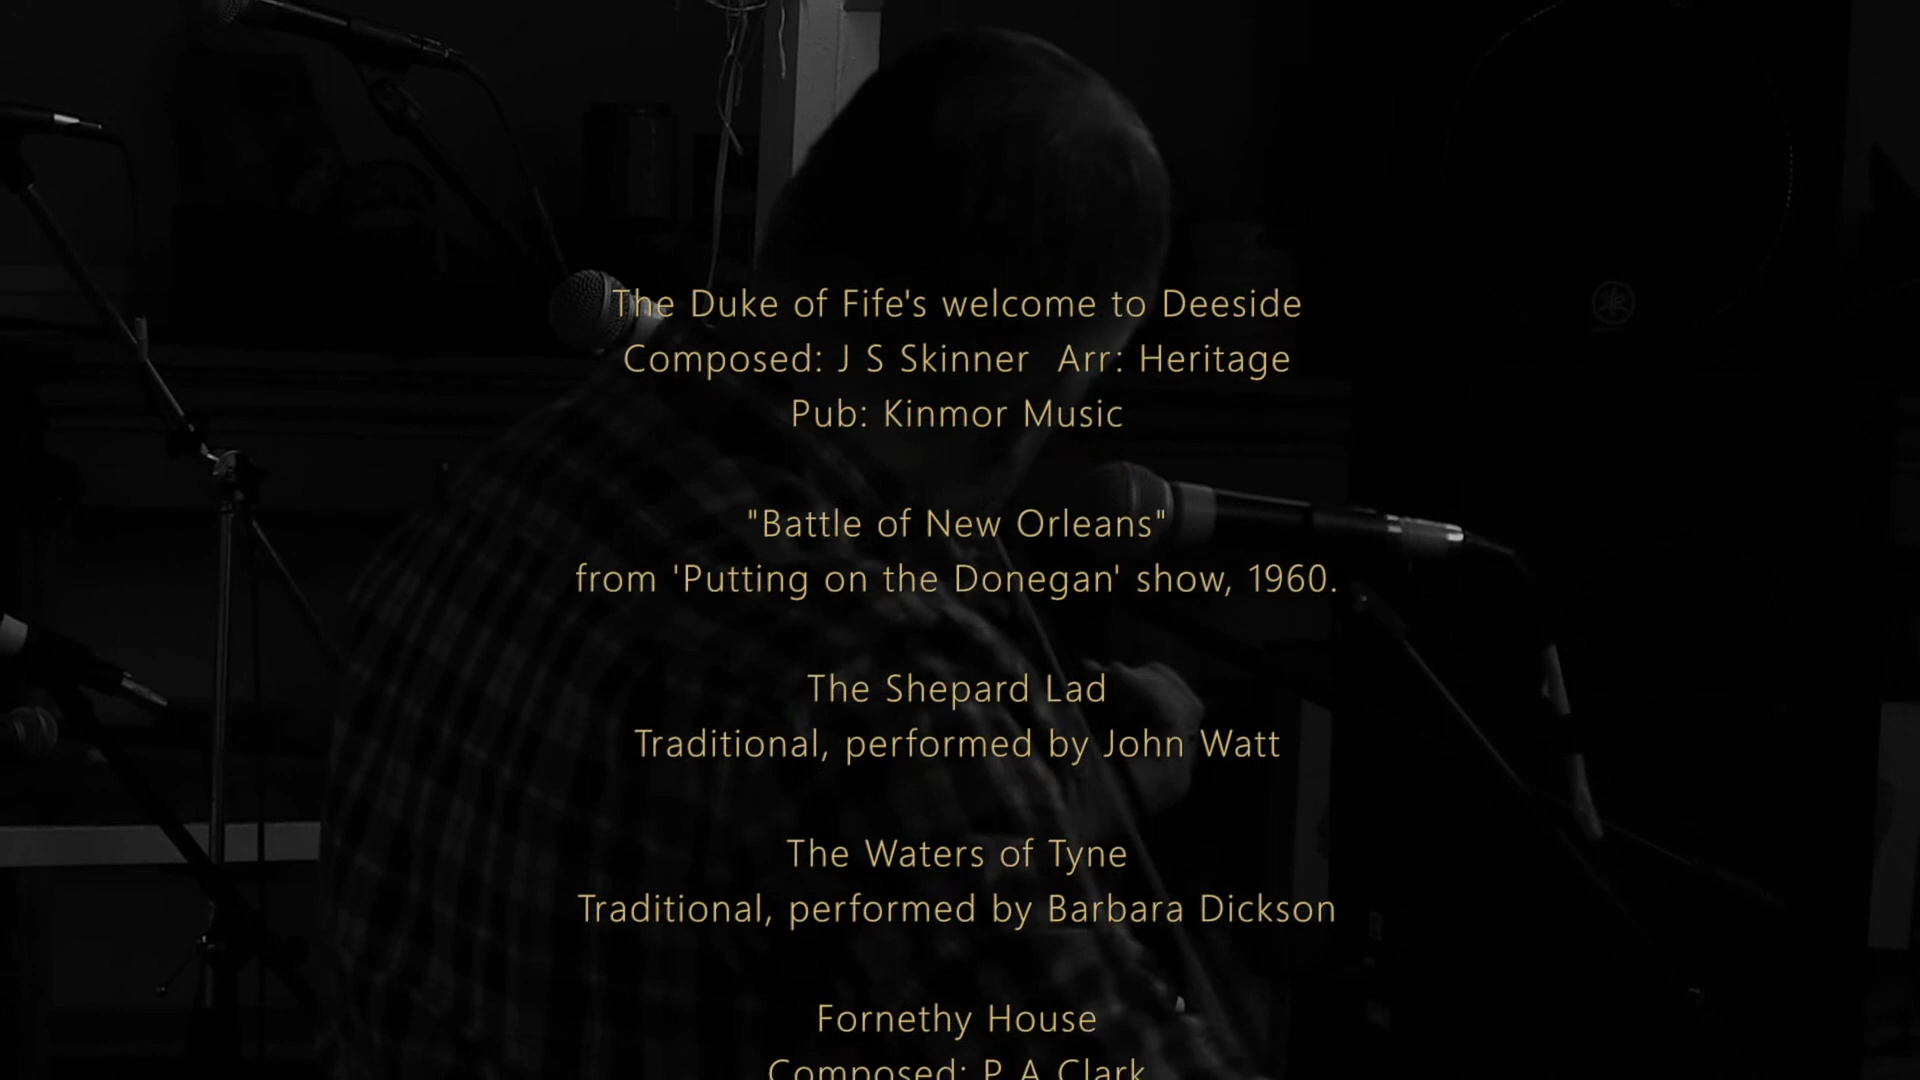 The Duke of Fife's welcome to Deeside
Composed: J S Skinner  Arr: Heritage
Pub: Kinmor Music
"Battle of New Orleans"
from 'Putting on the Donegan' show, 1960.
The Shepard Lad
Traditional, performed by John Watt
The Waters of Tyne
Traditional, performed by Barbara Dickson
Fornethy House
Composed: P A Clark